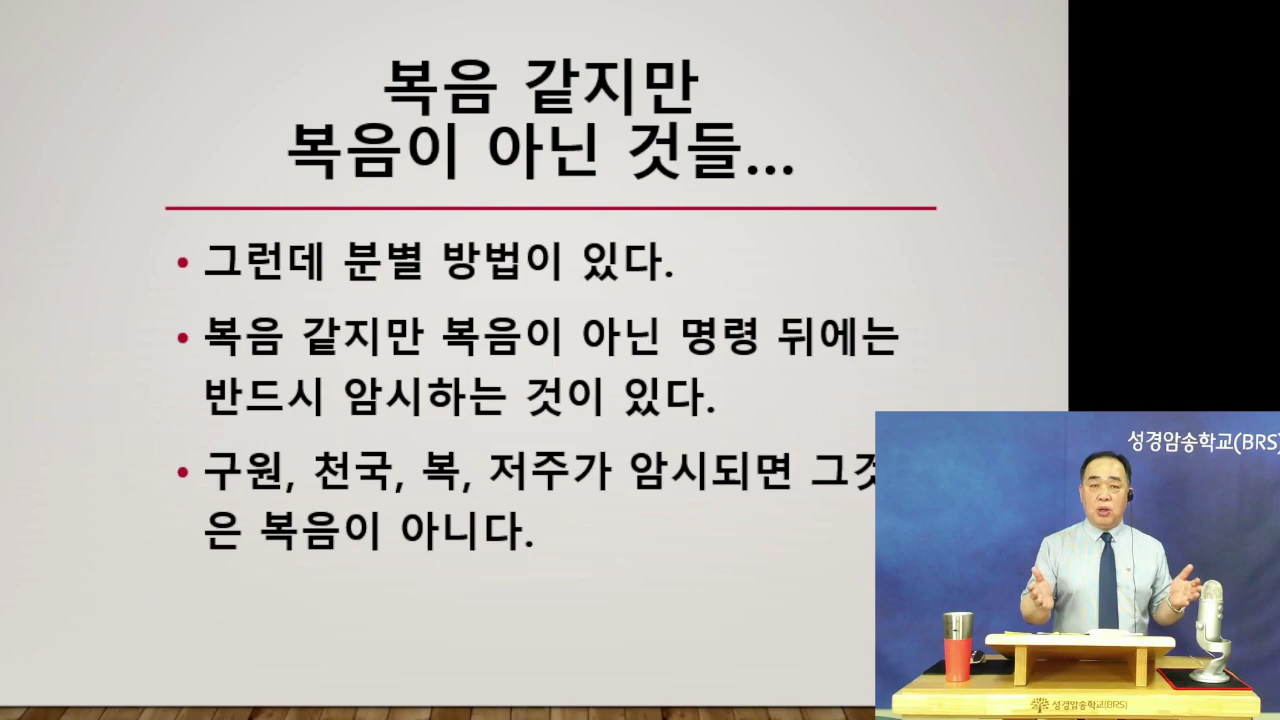 복음 같지만
복음이 아닌 것들...
• 그런데 분별 방법이 있다.
• 복음 같지만 복음이 아닌 명령 뒤에는
반드시 암시하는 것이 있다.
• 구원, 천국, 복, 저주가 암시되면 그것
은 복음이 아니다.
성경암송학교(BRS)
성경암송학교(BRS)